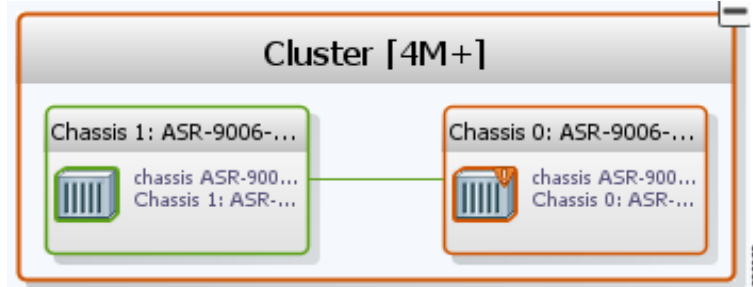 Cluster [4M+]
Chassis 1: ASR-9006-...
chassis ASR-900...
Chassis 1: ASR-...
Chassis 0: ASR-9006-...
chassis ASR-900...
Chassis 0: ASR-...